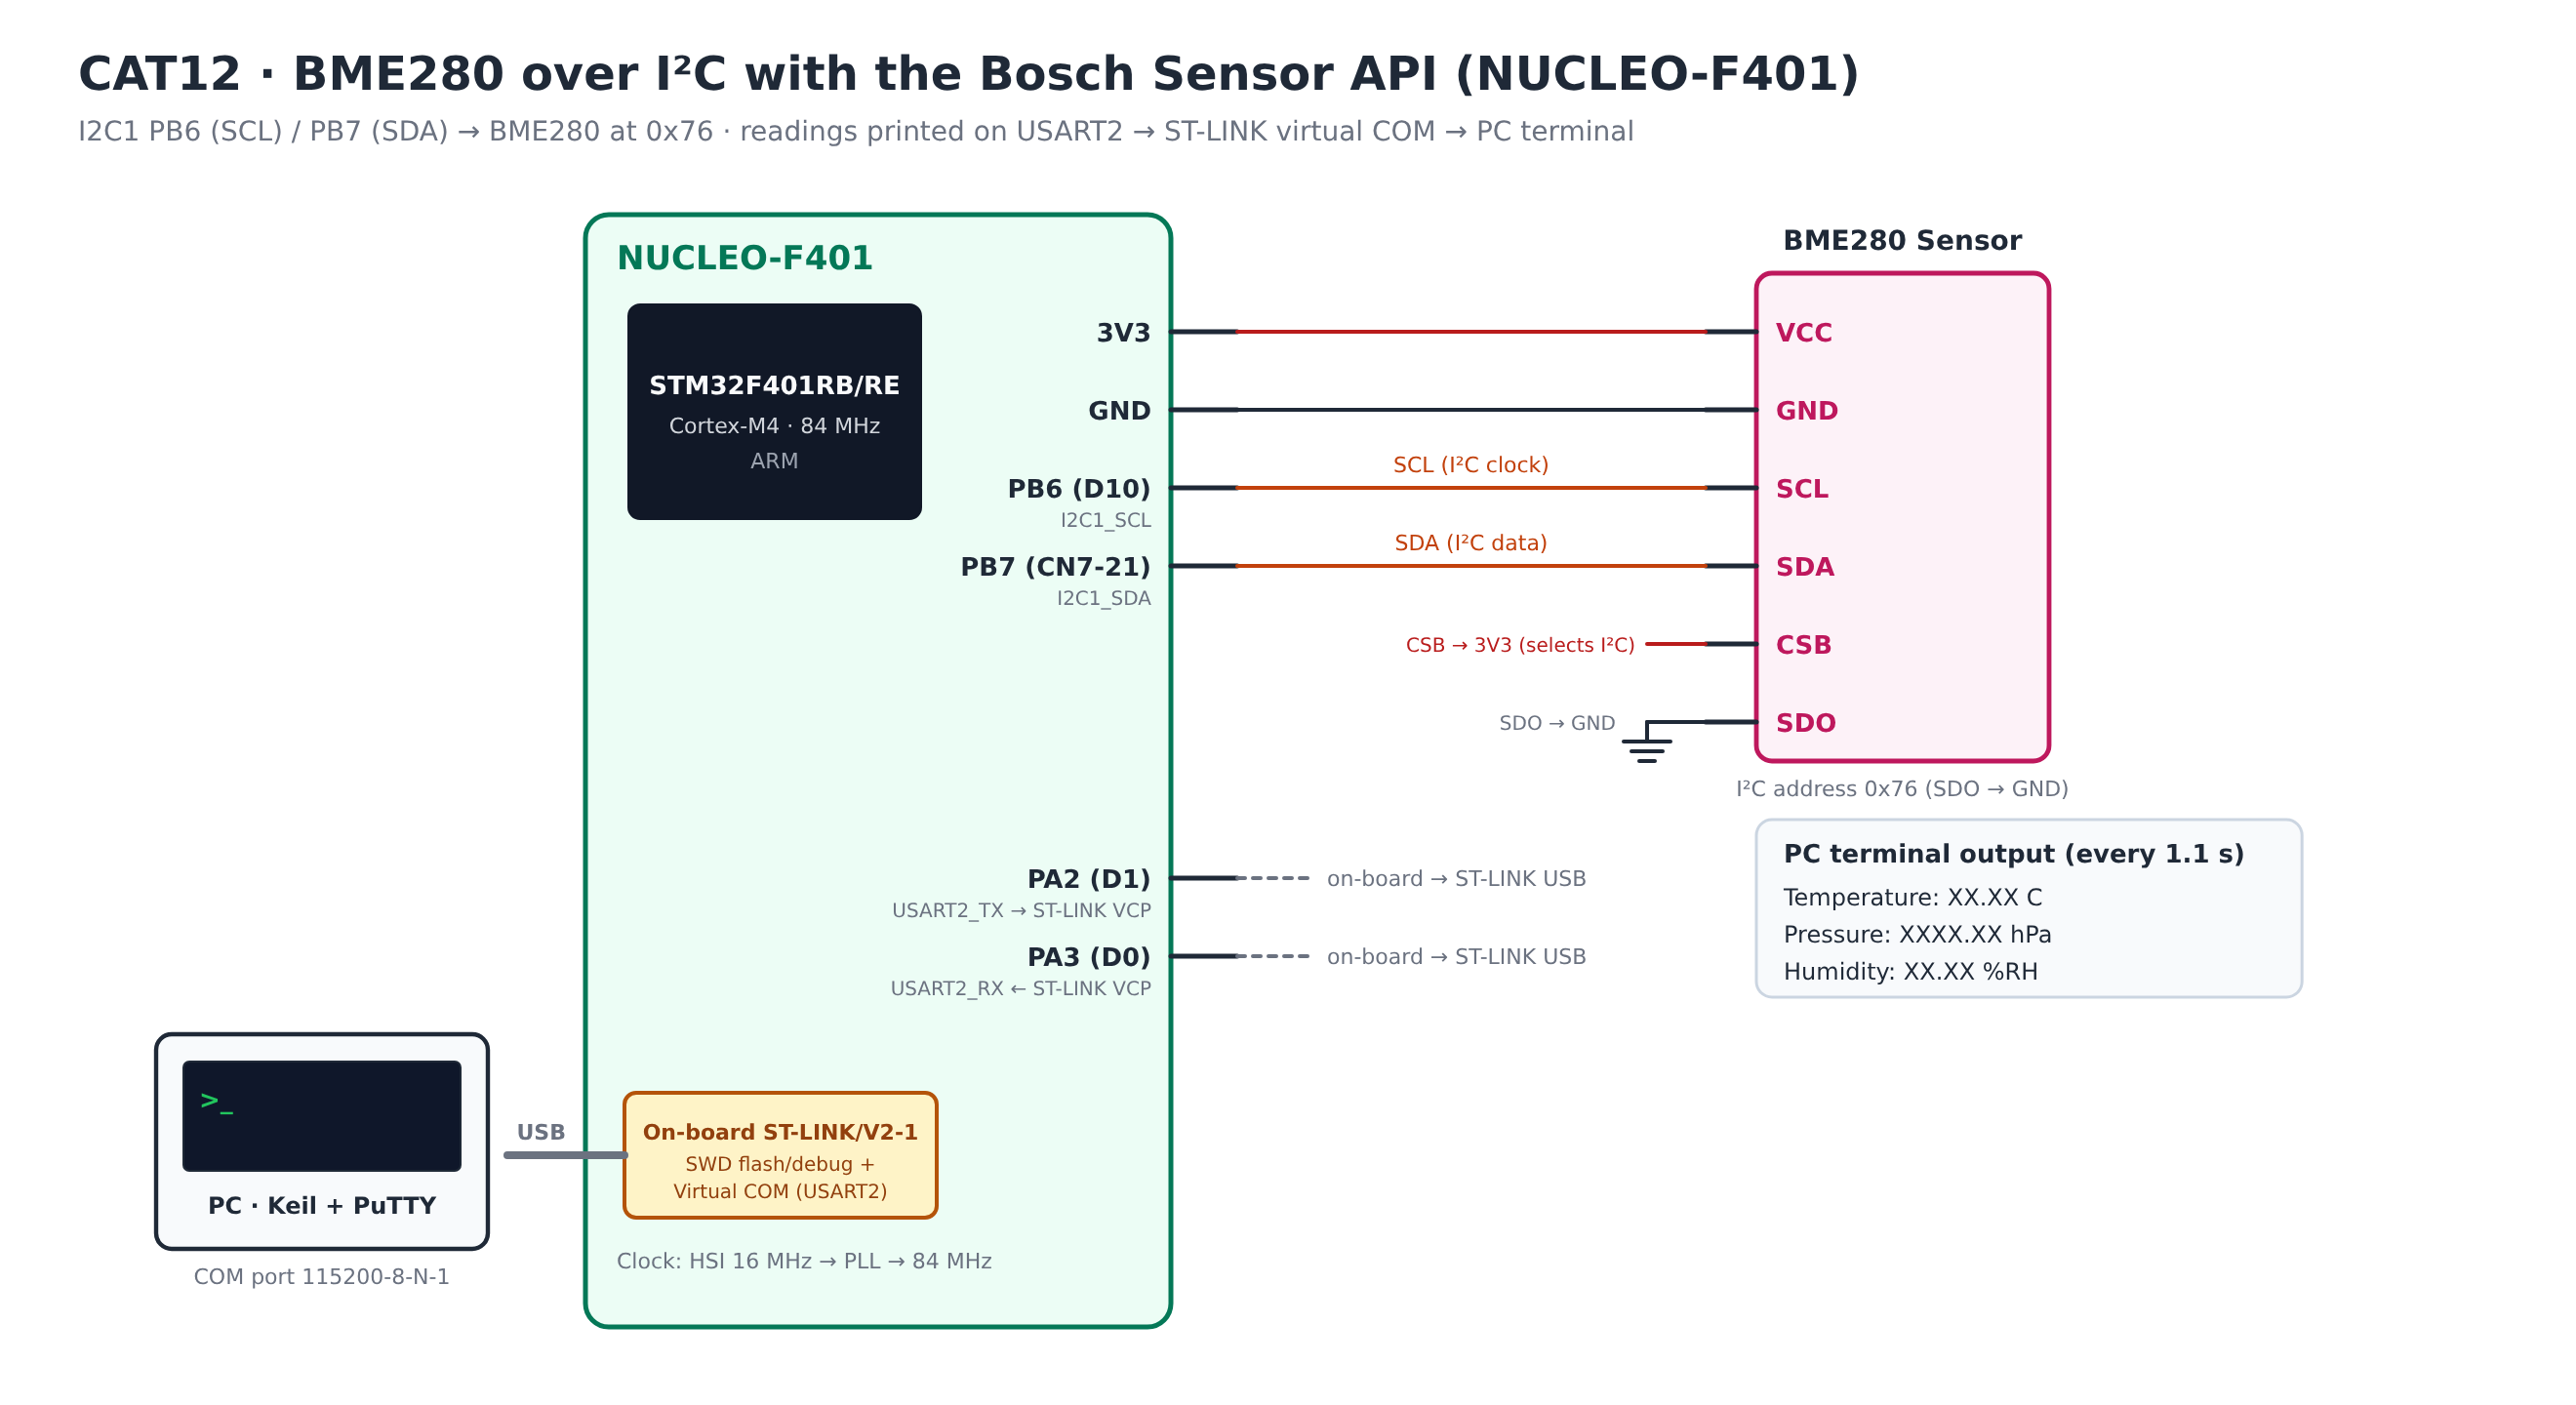 CAT12 · BME280 over I²C with the Bosch Sensor API (NUCLEO-F401)
I2C1 PB6 (SCL) / PB7 (SDA) → BME280 at 0x76 · readings printed on USART2 → ST-LINK virtual COM → PC terminal
NUCLEO-F401
STM32F401RB/RE
Cortex-M4 · 84 MHz
ARM
3V3
GND
PB6 (D10)
I2C1_SCL
PB7 (CN7-21)
I2C1_SDA
SCL (I²C clock)
SDA (I²C data)
CSB → 3V3 (selects I²C)
SDO → GND
BME280 Sensor
VCC
GND
SCL
SDA
CSB
SDO
I²C address 0x76 (SDO → GND)
PA2 (D1)
USART2_TX → ST-LINK VCP
on-board → ST-LINK USB
PA3 (D0)
USART2_RX ← ST-LINK VCP
on-board → ST-LINK USB
PC terminal output (every 1.1 s)
Temperature: XX.XX C
Pressure: XXXX.XX hPa
Humidity: XX.XX %RH
>_
PC · Keil + PuTTY
COM port 115200-8-N-1
USB
On-board ST-LINK/V2-1
SWD flash/debug +
Virtual COM (USART2)
Clock: HSI 16 MHz → PLL → 84 MHz